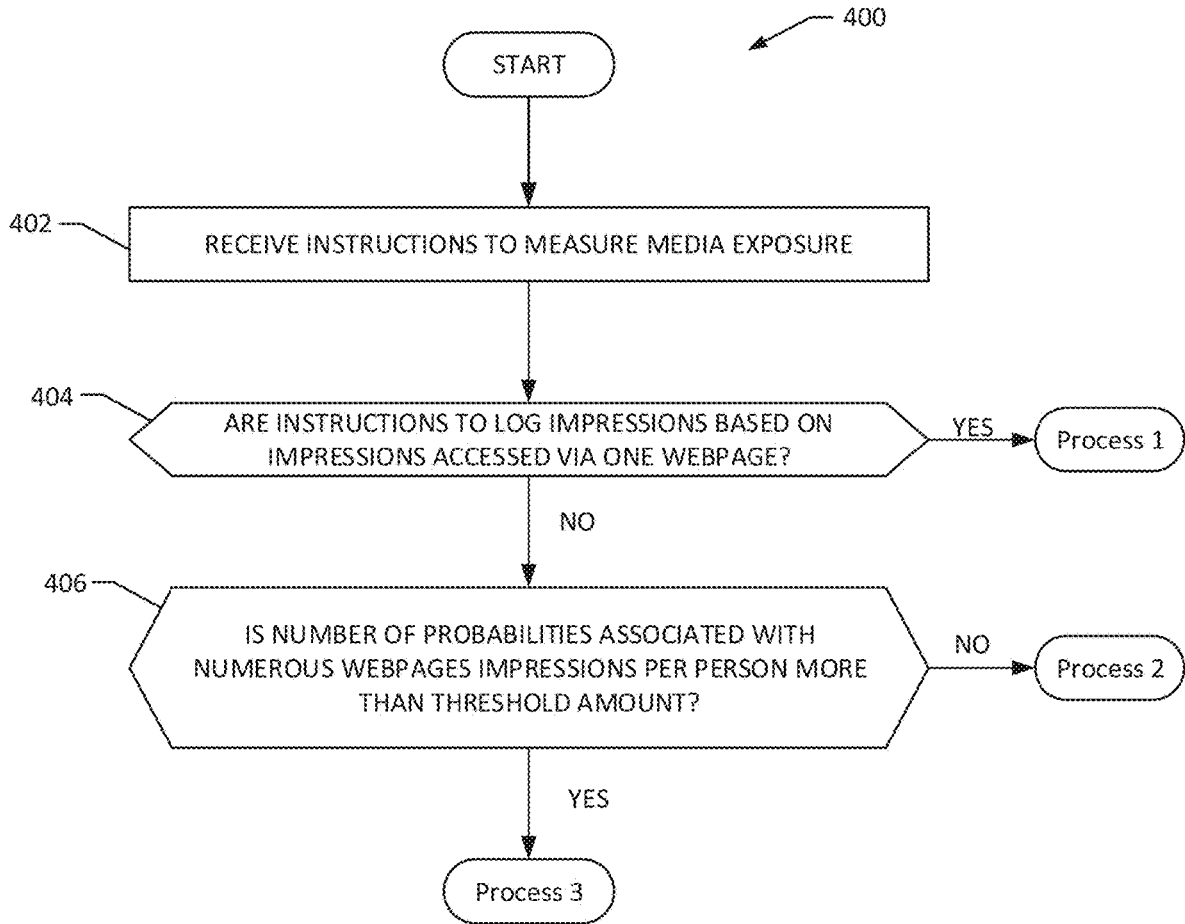 400
START
402
RECEIVE INSTRUCTIONS TO MEASURE MEDIA EXPOSURE
404
ARE INSTRUCTIONS TO LOG IMPRESSIONS BASED ON
IMPRESSIONS ACCESSED VIA ONE WEBPAGE?
YES
Process 1
NO
406
IS NUMBER OF PROBABILITIES ASSOCIATED WITH
NUMEROUS WEBPAGES IMPRESSIONS PER PERSON MORE
THAN THRESHOLD AMOUNT?
NO
Process 2
YES
Process 3